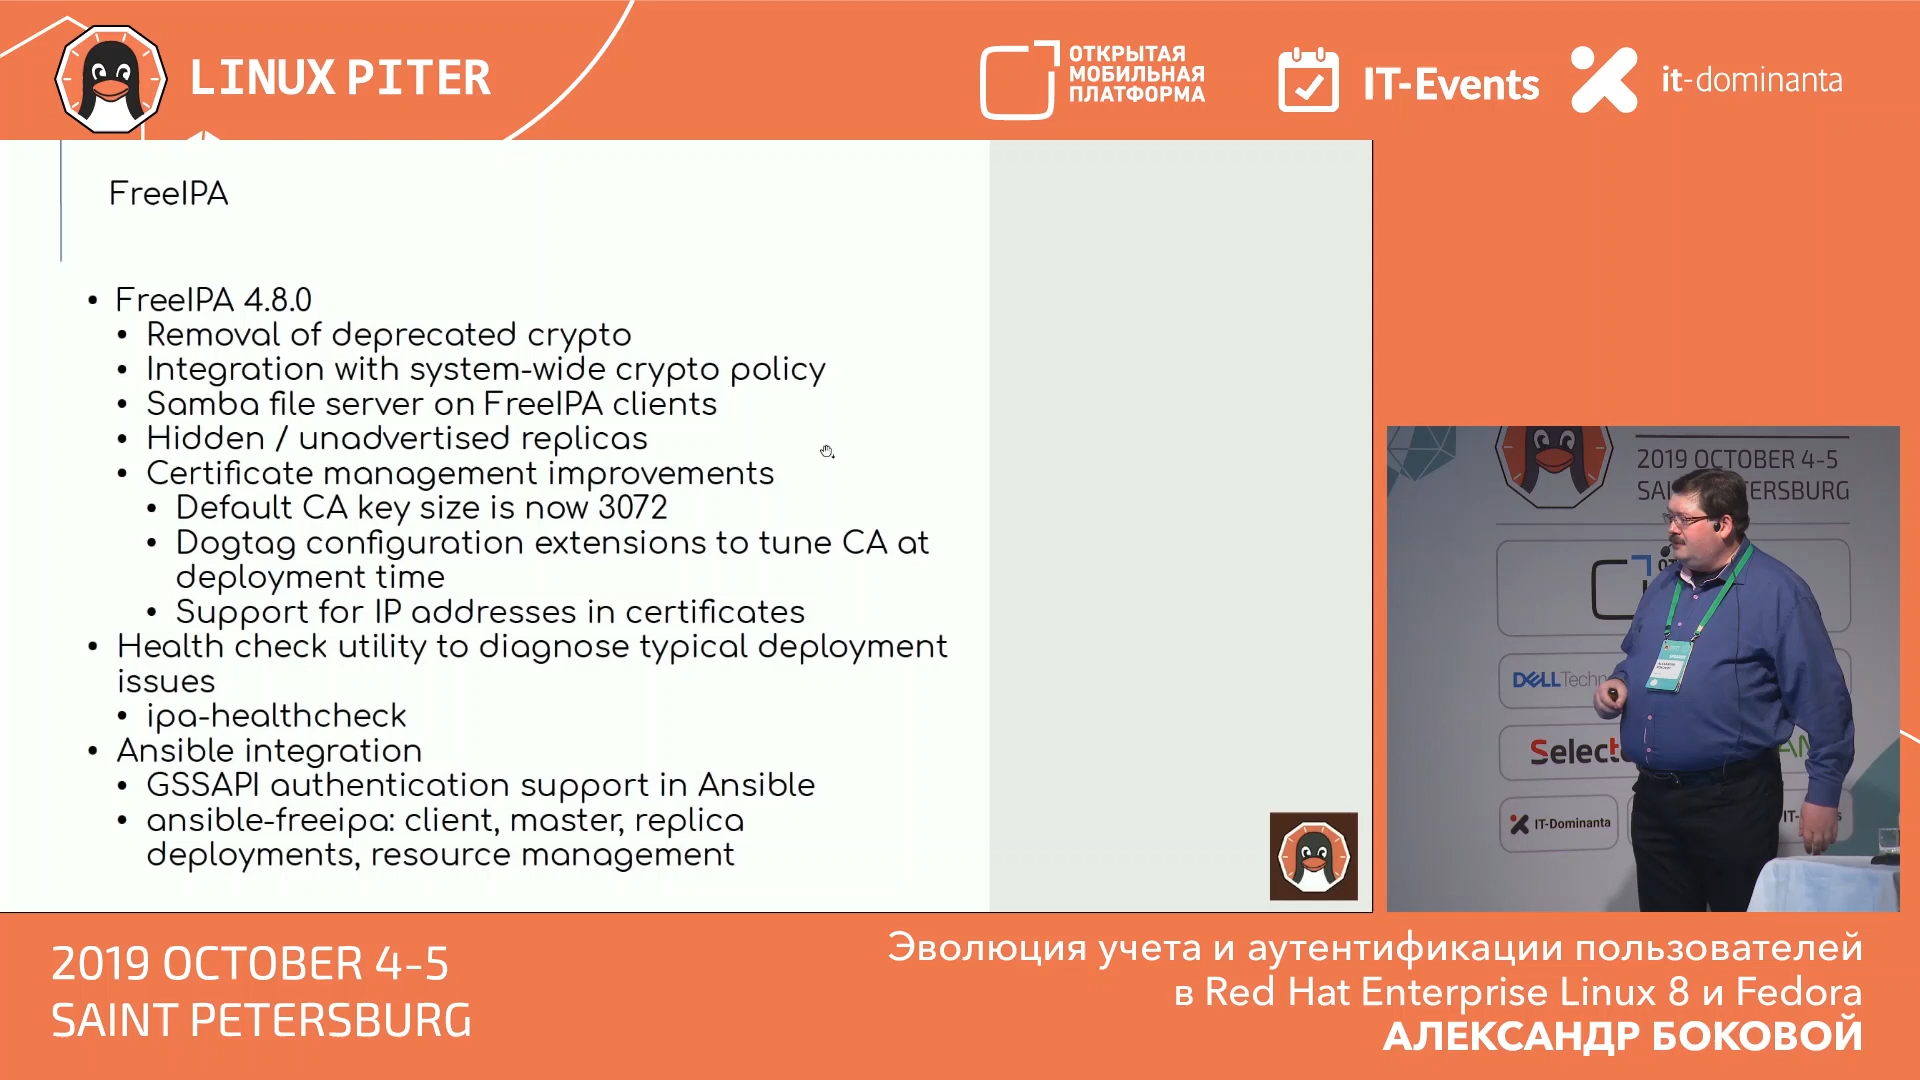 LINUX PITER
ОТКРЫТАЯ
МОБИЛЬНАЯ
ПЛАТФОРМА
IT-Events
it-dominanta
FreeIPA
• FreeIPA 4.8.0
• Removal of deprecated crypto
• Integration with system-wide crypto policy
• Samba file server on FreeIPA clients
• Hidden / unadvertised replicas
• Certificate management improvements
• Default CA key size is now 3072
• Dogtag configuration extensions to tune CA at
deployment time
• Support for IP addresses in certificates
• Health check utility to diagnose typical deployment
issues
• ipa-healthcheck
• Ansible integration
• GSSAPI authentication support in Ansible
• ansible-freeipa: client, master, replica
deployments, resource management
2019 OCTOBER 4-5
DELL
IT-Dominanta
2019 OCTOBER 4-5
SAINT PETERSBURG
Эволюция учета и аутентификации пользователей
в Red Hat Enterprise Linux 8 и Fedora
АЛЕКСАНДР БОКОВОЙ